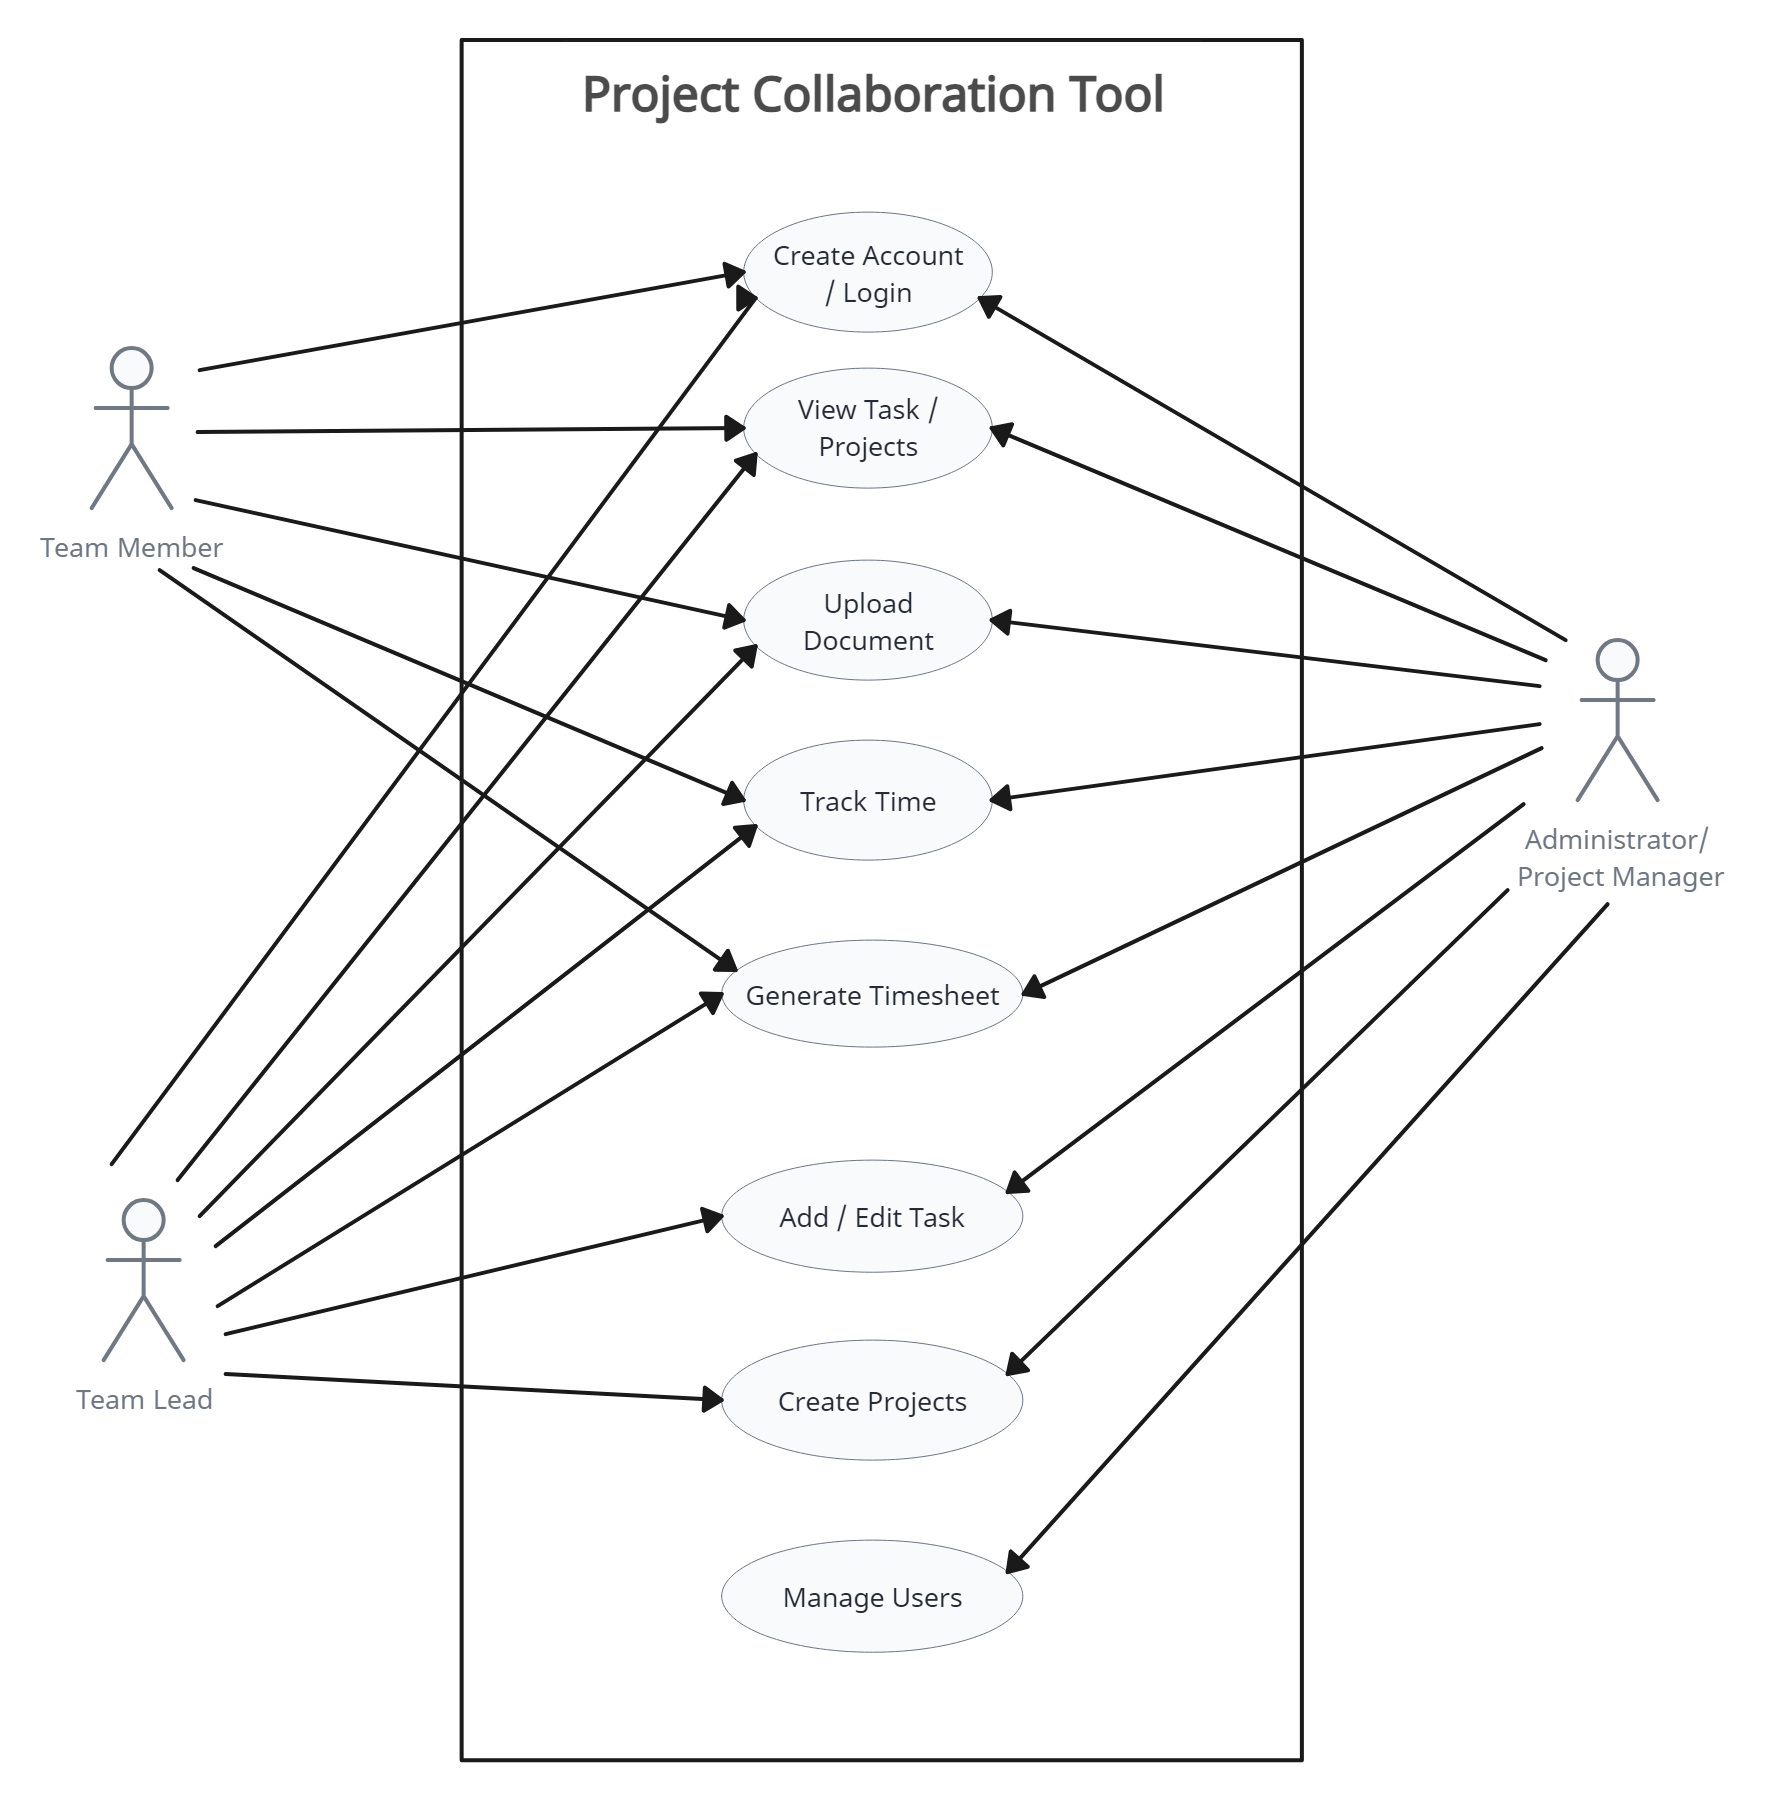 Project Collaboration Tool
Create Account
/ Login
View Task /
Projects
Team Member
Upload
Document
Track Time
Administrator/
Project Manager
Generate Timesheet
Add / Edit Task
Team Lead
Create Projects
Manage Users